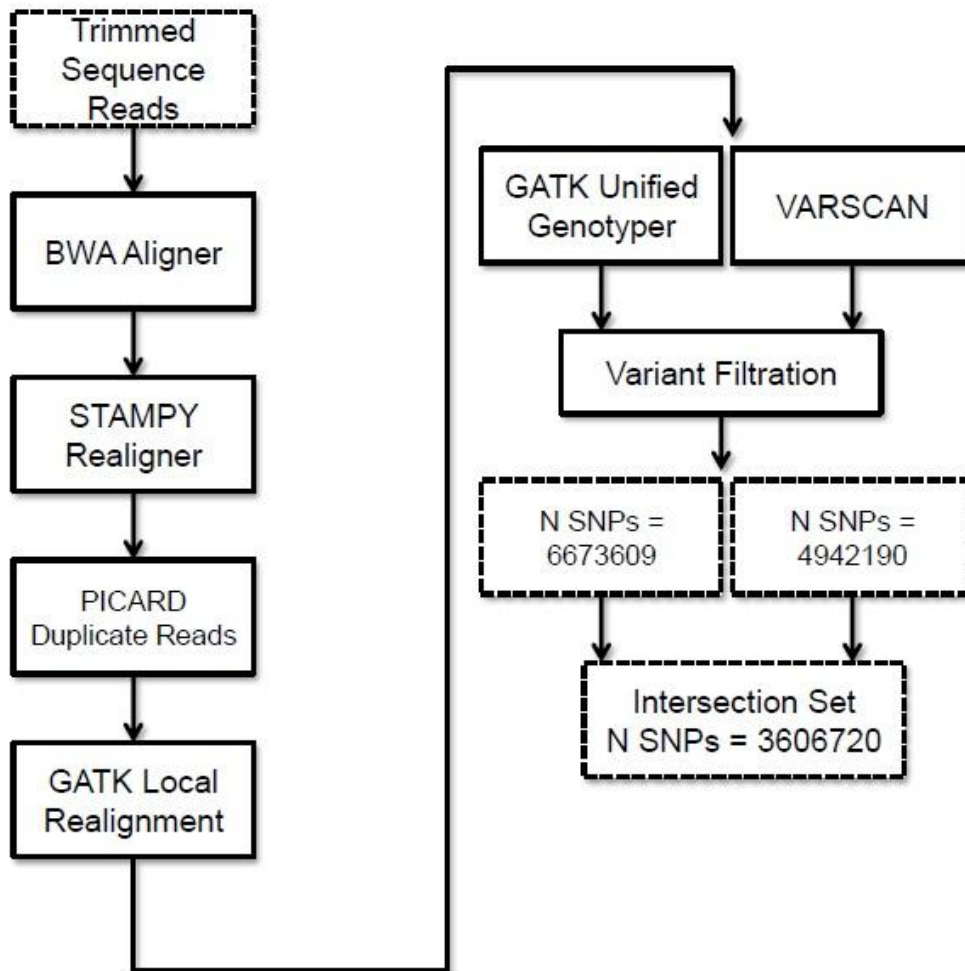 Trimmed
Sequence
Reads
BWA Aligner
STAMPY
Realigner
PICARD
Duplicate Reads
GATK Local
Realignment
GATK Unified
Genotyper
VARSCAN
Variant Filtration
N SNPs =
6673609
N SNPs =
4942190
Intersection Set
N SNPs = 3606720